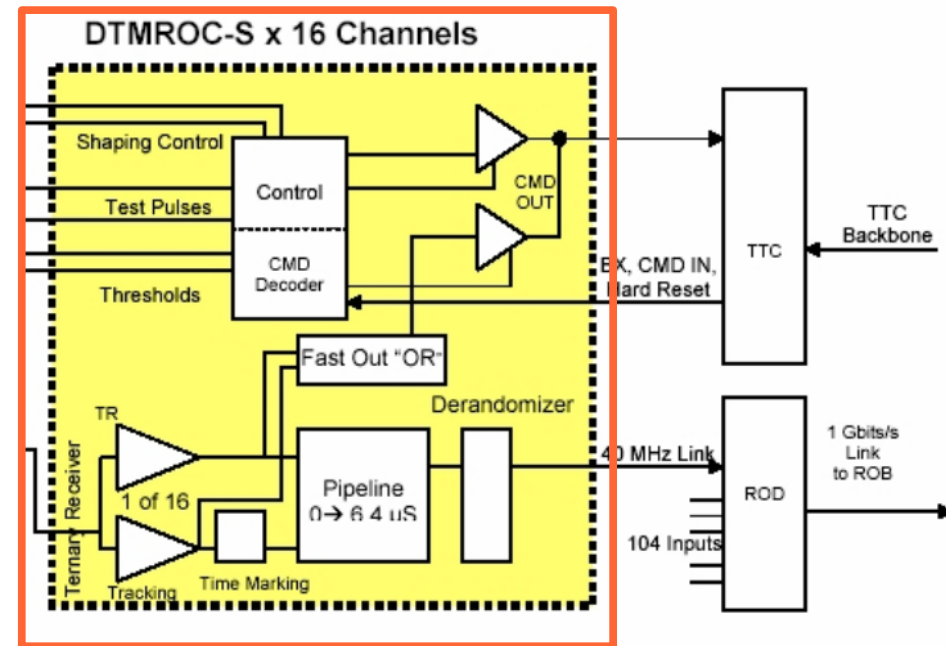 DTMROC-S x 16 Channels
Shaping Control
Test Pulses
Thresholds
Control
CMD
Decoder
CMD
OUT
BX, CMD IN,
Hard Reset
TTC
TTC
Backbone
Fast Out "OR"
Derandomizer
TR
Ternary Receiver
1 of 16
Tracking
Time Marking
Pipeline
0→ 6.4 uS
40 MHz Link
104 Inputs
ROD
1 Gbits/s
Link
to ROB